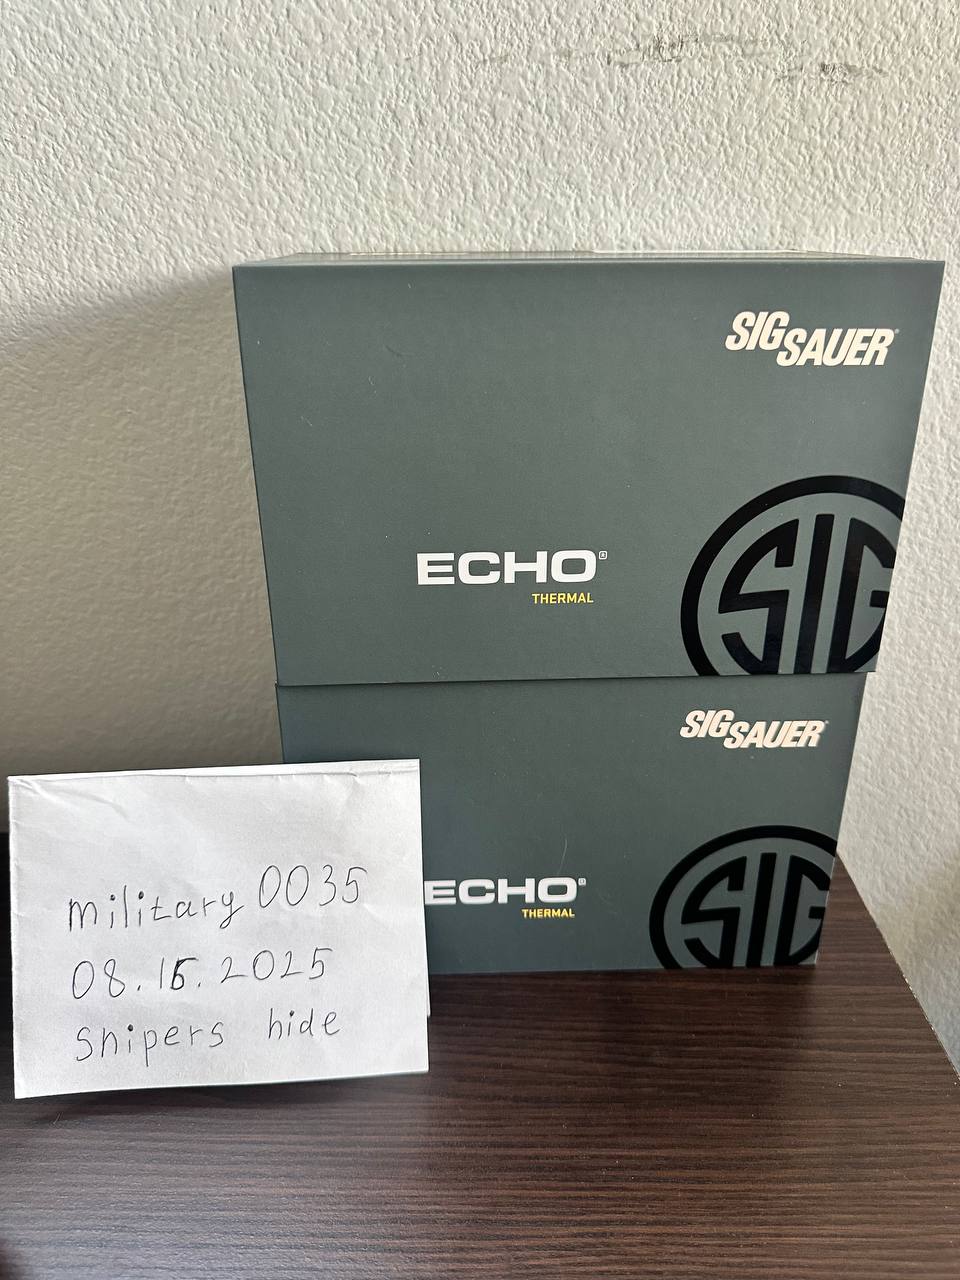 SIG SAUER
ECHO
THERMAL
SIG
SIG SAUER
ECHO
THERMAL
SIG
military 0035
08.15.2025
Snipers hide